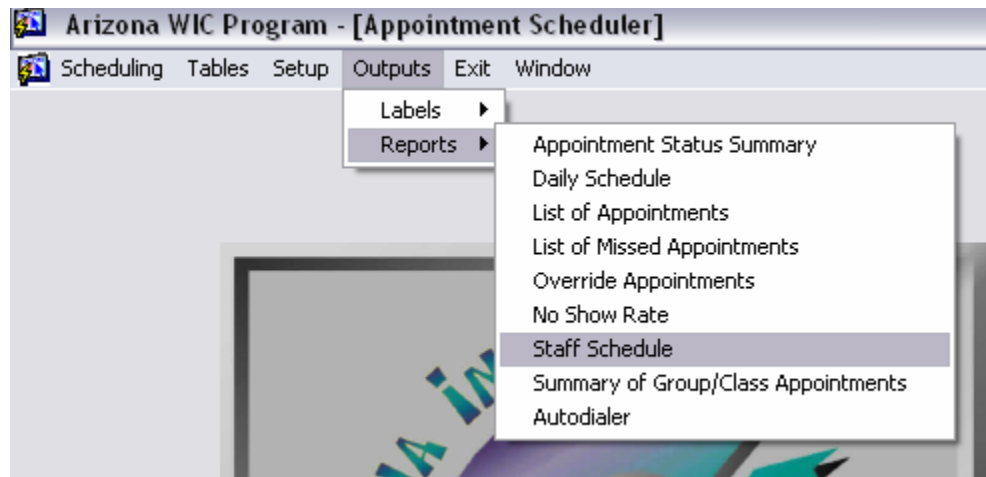 Arizona WIC Program - [Appointment Scheduler]
Scheduling Tables Setup Outputs Exit Window
Labels
Reports
Appointment Status Summary
Daily Schedule
List of Appointments
List of Missed Appointments
Override Appointments
No Show Rate
Staff Schedule
Summary of Group/Class Appointments
Autodialer